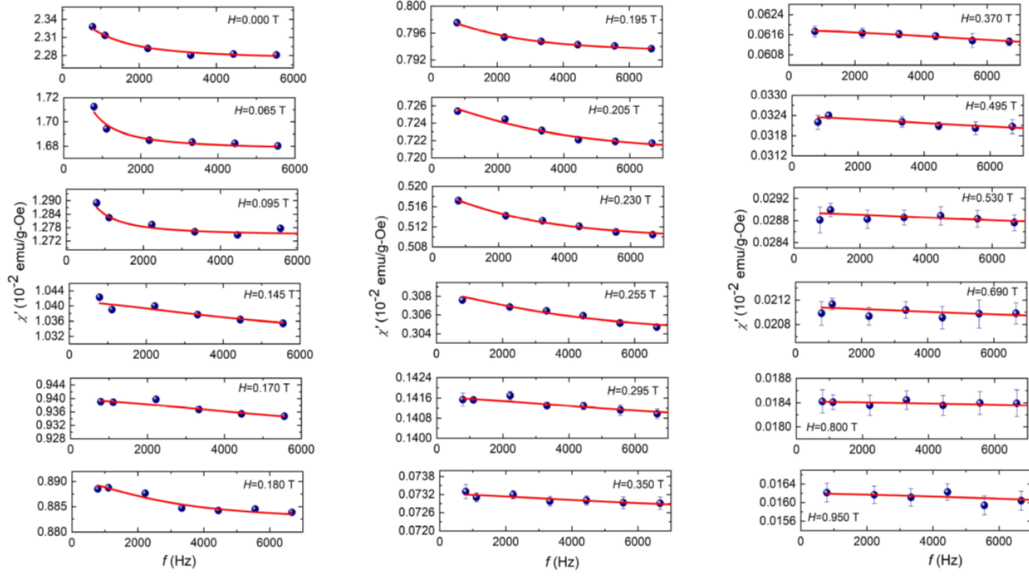 2.34
2.31
2.28
0 2000 4000 6000
H=0.000 T
1.72
1.70
1.68
0 2000 4000 6000
H=0.065 T
1.290
1.284
1.278
1.272
0 2000 4000 6000
H=0.095 T
1.044
1.040
1.036
1.032
0 2000 4000 6000
H=0.145 T
0.944
0.936
0.928
0 2000 4000 6000
H=0.170 T
0.890
0.885
0.880
0 2000 4000 6000
H=0.180 T
χ′ (10⁻² emu/g-Oe)
f (Hz)
0.800
0.796
0.792
0 2000 4000 6000
H=0.195 T
0.726
0.723
0.720
0 2000 4000 6000
H=0.205 T
0.520
0.516
0.512
0.508
0 2000 4000 6000
H=0.230 T
0.308
0.306
0.304
0 2000 4000 6000
H=0.255 T
0.1424
0.1416
0.1408
0.1400
0 2000 4000 6000
H=0.295 T
0.0738
0.0732
0.0726
0.0720
0 2000 4000 6000
H=0.350 T
χ′ (10⁻² emu/g-Oe)
f (Hz)
0.0624
0.0616
0.0608
0 2000 4000 6000
H=0.370 T
0.0330
0.0324
0.0318
0.0312
0 2000 4000 6000
H=0.495 T
0.0292
0.0288
0.0284
0 2000 4000 6000
H=0.530 T
0.0212
0.0208
0 2000 4000 6000
H=0.690 T
0.0188
0.0184
0.0180
0 2000 4000 6000
H=0.800 T
0.0164
0.0160
0.0156
0 2000 4000 6000
H=0.950 T
χ′ (10⁻² emu/g-Oe)
f (Hz)